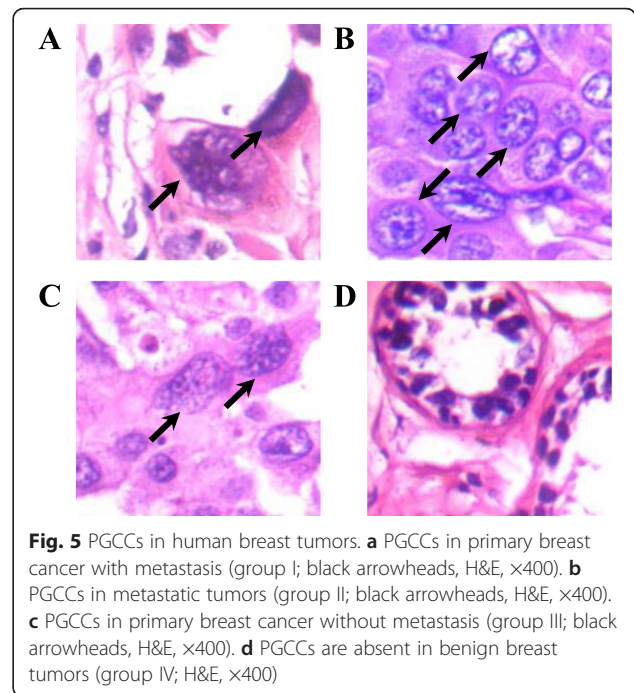 A
B
C
D
Fig. 5 PGCCs in human breast tumors. a PGCCs in primary breast
cancer with metastasis (group I; black arrowheads, H&E, ×400). b
PGCCs in metastatic tumors (group II; black arrowheads, H&E, ×400).
c PGCCs in primary breast cancer without metastasis (group III; black
arrowheads, H&E, ×400). d PGCCs are absent in benign breast
tumors (group IV; H&E, ×400)